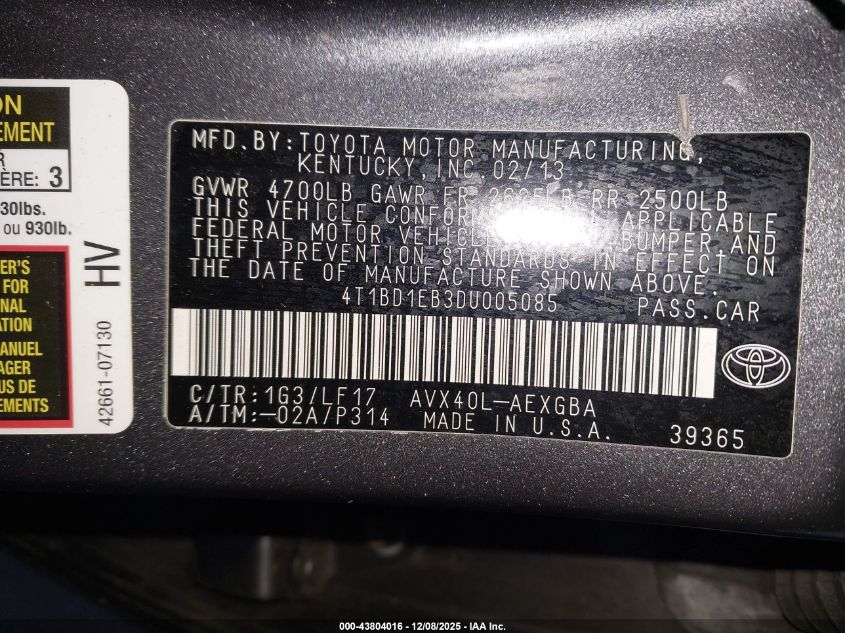 ON
EMENT
R
ÈRE: 3
30lbs.
ou 930lb.
ER'S
FOR
NAL
ATION
ANUEL
AGER
US DE
EMENTS
HV
42661-07130
MFD.BY:TOYOTA MOTOR MANUFACTURING,
KENTUCKY,INC.02/13
GVWR 4700LB GAWR FR RR 2500LB
THIS VEHICLE APPLICABLE
FEDERAL MOTOR BUMPER AND
THEFT PREVENTION STANDARDS IN EFFECT ON
THE DATE OF MANUFACTURE SHOWN ABOVE.
4T1BD1EB3DU005085 PASS.CAR
C/TR:1G3/LF17 AVX40L-AEXGBA
A/TM:-02A/P314 MADE IN U.S.A.
39365
000-43804016 - 12/08/2025 - IAA Inc.